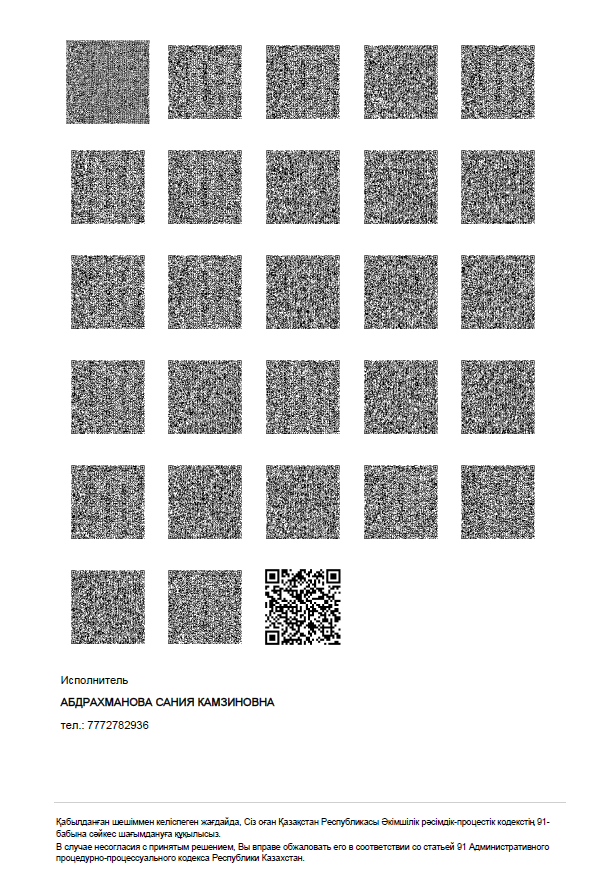 Исполнитель
АБДРАХМАНОВА САНИЯ КАМЗИНОВНА
тел.: 7772782936
Қабылданған шешіммен келіспеген жағдайда, Сіз оған Қазақстан Республикасы Әкімшілік рәсімдік-процестік кодекстің 91-
бабына сәйкес шағымдануға құқылысыз.
В случае несогласия с принятым решением, Вы вправе обжаловать его в соответствии со статьей 91 Административного
процедурно-процессуального кодекса Республики Казахстан.